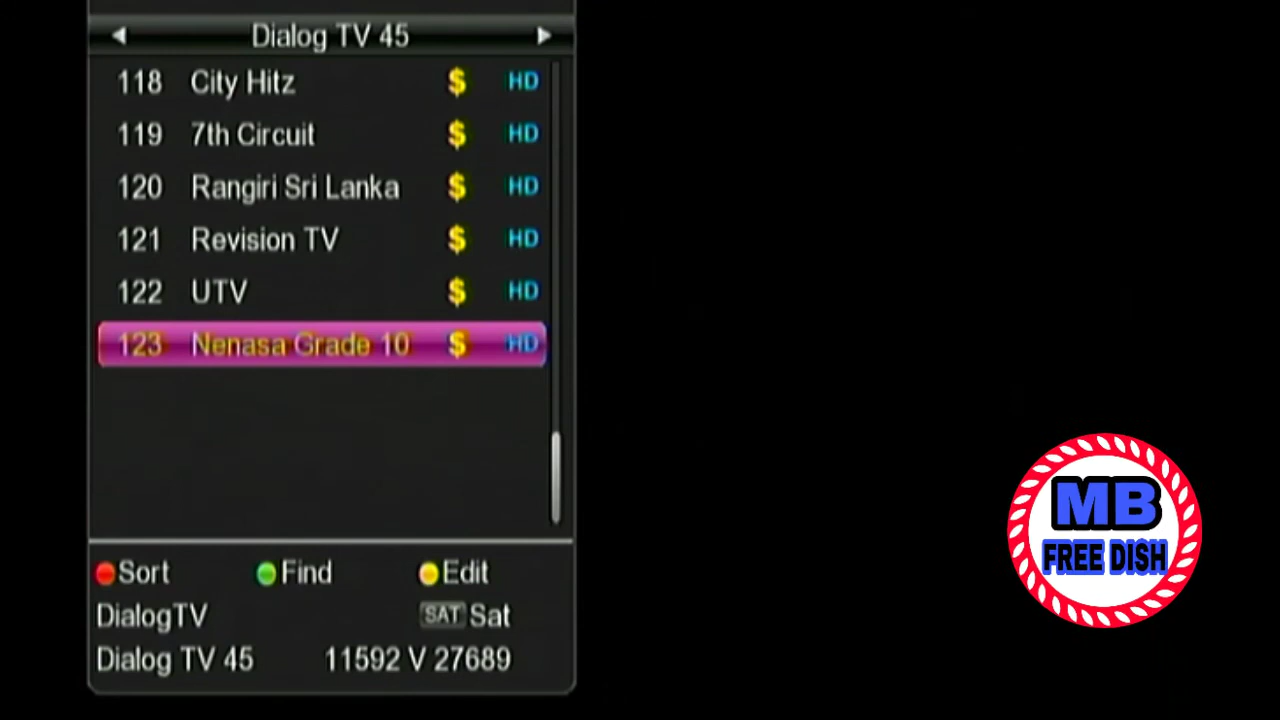 Dialog TV 45
118 City Hitz $ HD
119 7th Circuit $ HD
120 Rangiri Sri Lanka $ HD
121 Revision TV $ HD
122 UTV $ HD
123 Nenasa Grade 10 $ HD
Sort Find Edit
DialogTV SAT Sat
Dialog TV 45 11592 V 27689
MB
FREE DISH